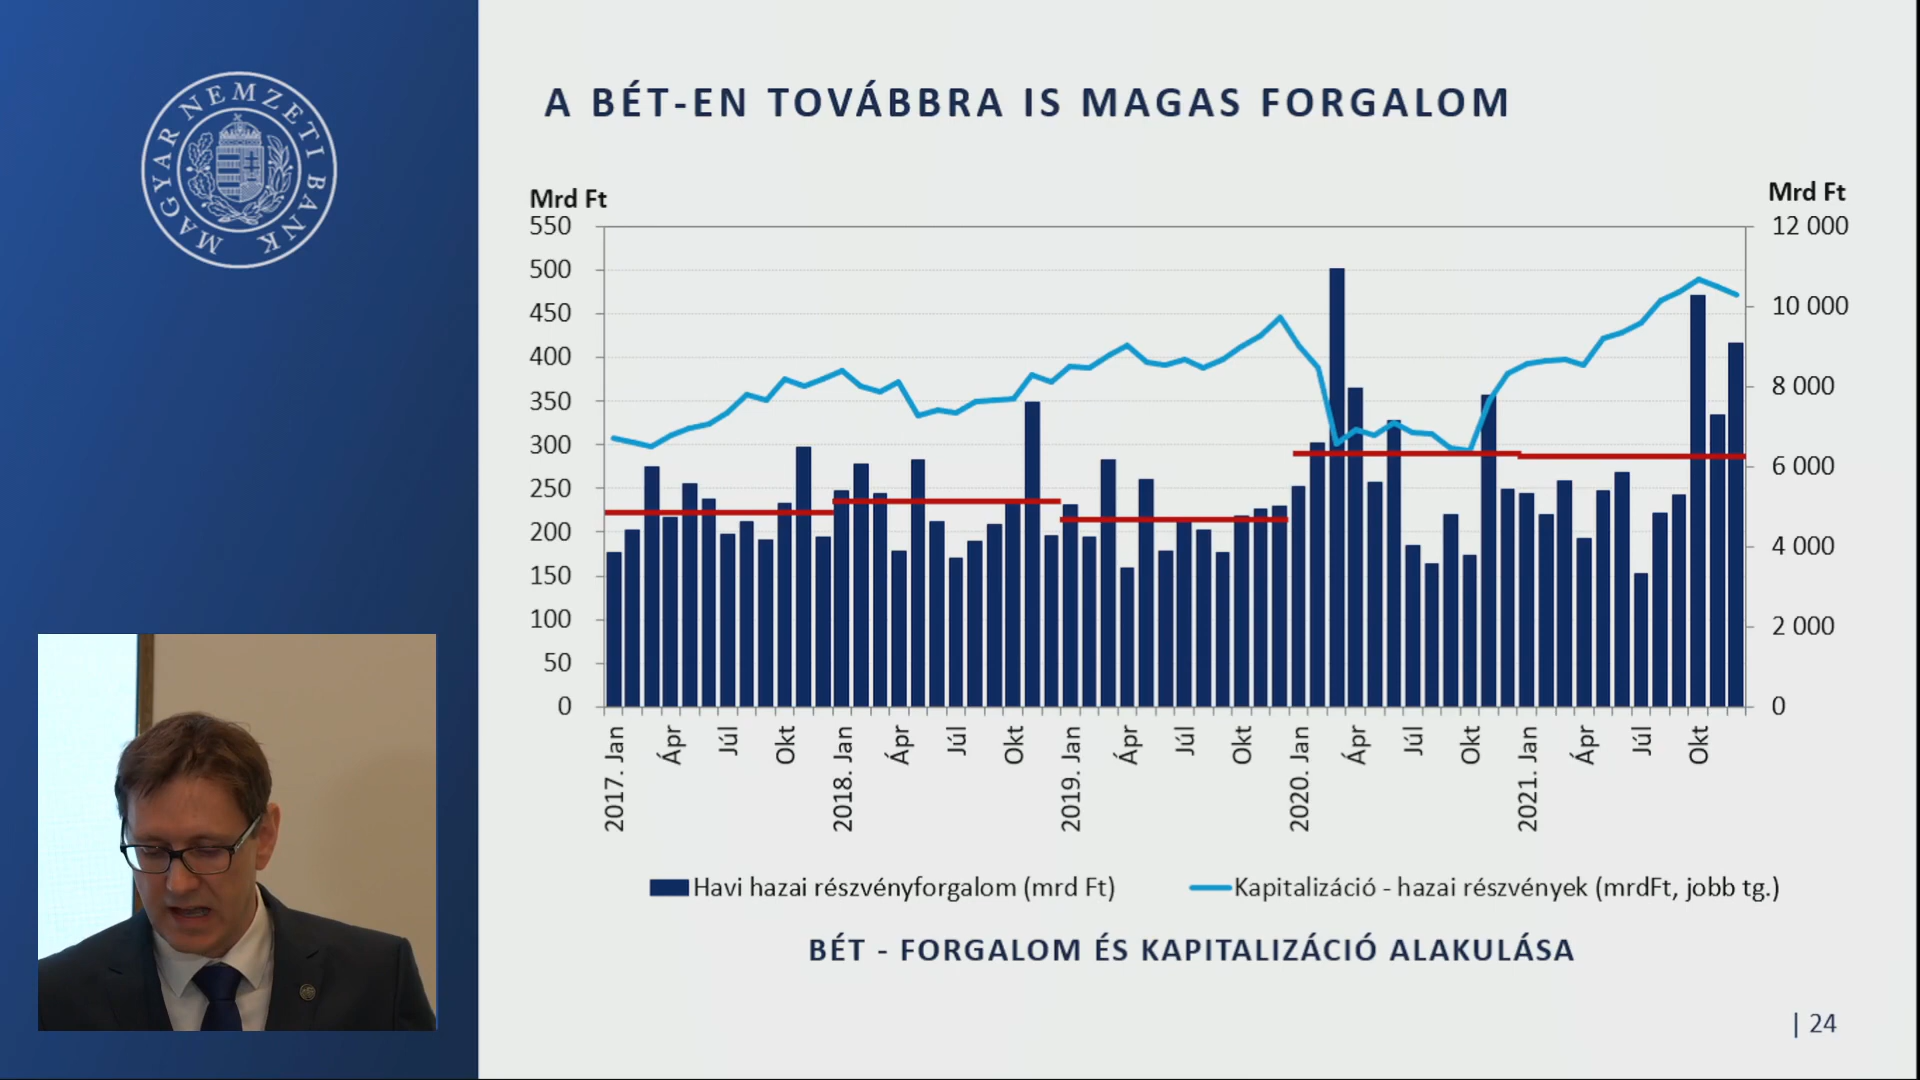 MAGYAR NEMZETI BANK
A BÉT-EN TOVÁBBRA IS MAGAS FORGALOM
Mrd Ft
Mrd Ft
550
500
450
400
350
300
250
200
150
100
50
0
12 000
10 000
8 000
6 000
4 000
2 000
0
2017. Jan
Ápr
Júl
Okt
2018. Jan
Ápr
Júl
Okt
2019. Jan
Ápr
Júl
Okt
2020. Jan
Ápr
Júl
Okt
2021. Jan
Ápr
Júl
Okt
Havi hazai részvényforgalom (mrd Ft)
Kapitalizáció - hazai részvények (mrdFt, jobb tg.)
BÉT - FORGALOM ÉS KAPITALIZÁCIÓ ALAKULÁSA
| 24